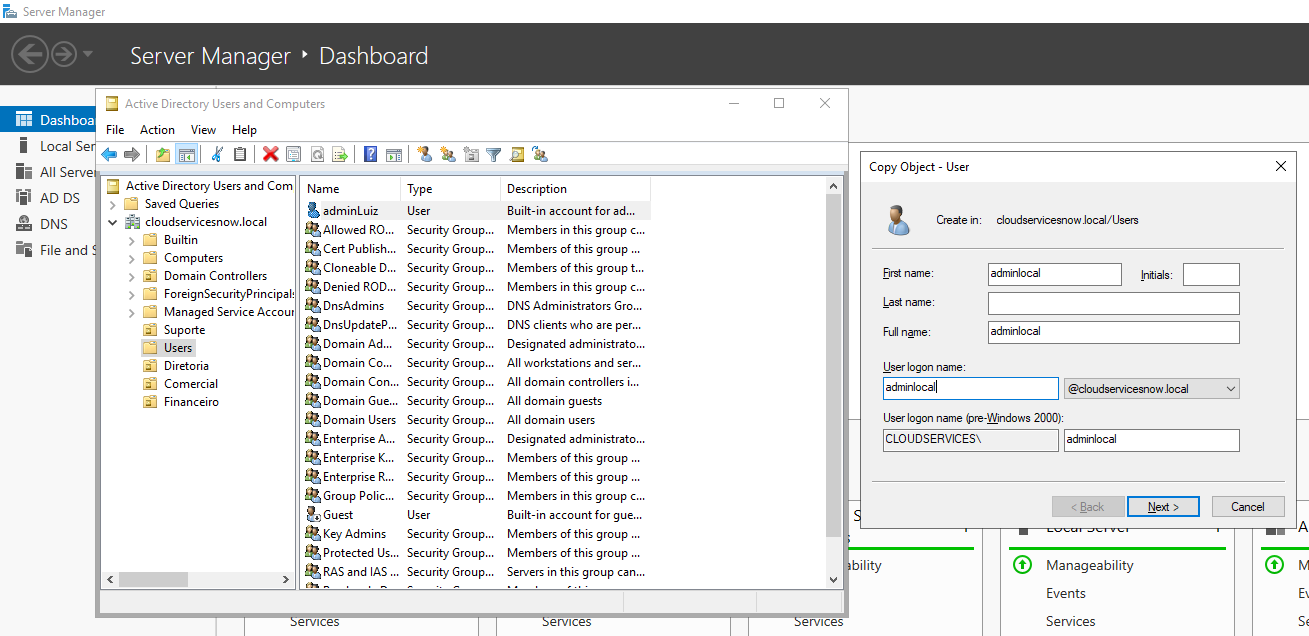 Server Manager
Server Manager ‣ Dashboard
Dashboa
Local Ser
All Server
AD DS
DNS
File and S
Active Directory Users and Computers
File Action View Help
Active Directory Users and Com
Saved Queries
cloudservicesnow.local
Builtin
Computers
Domain Controllers
ForeignSecurityPrincipals
Managed Service Accour
Suporte
Users
Diretoria
Comercial
Financeiro
Name Type Description
adminLuiz User Built-in account for ad...
Allowed RO... Security Group... Members in this group c...
Cert Publish... Security Group... Members of this group ...
Cloneable D... Security Group... Members of this group t...
Denied ROD... Security Group... Members in this group c...
DnsAdmins Security Group... DNS Administrators Gro...
DnsUpdateP... Security Group... DNS clients who are per...
Domain Ad... Security Group... Designated administrato...
Domain Co... Security Group... All workstations and ser...
Domain Con... Security Group... All domain controllers i...
Domain Gue... Security Group... All domain guests
Domain Users Security Group... All domain users
Enterprise A... Security Group... Designated administrato...
Enterprise K... Security Group... Members of this group ...
Enterprise R... Security Group... Members of this group ...
Group Polic... Security Group... Members in this group c...
Guest User Built-in account for gue...
Key Admins Security Group... Members of this group ...
Protected Us... Security Group... Members of this group ...
RAS and IAS ... Security Group... Servers in this group can...
Copy Object - User
Create in: cloudservicesnow.local/Users
First name: adminlocal Initials:
Last name:
Full name: adminlocal
User logon name:
adminlocal @cloudservicesnow.local
User logon name (pre-Windows 2000):
CLOUDSERVICES\ adminlocal
< Back Next > Cancel
Local Server
ability
Manageability
Events
Services
Services
Services
Services